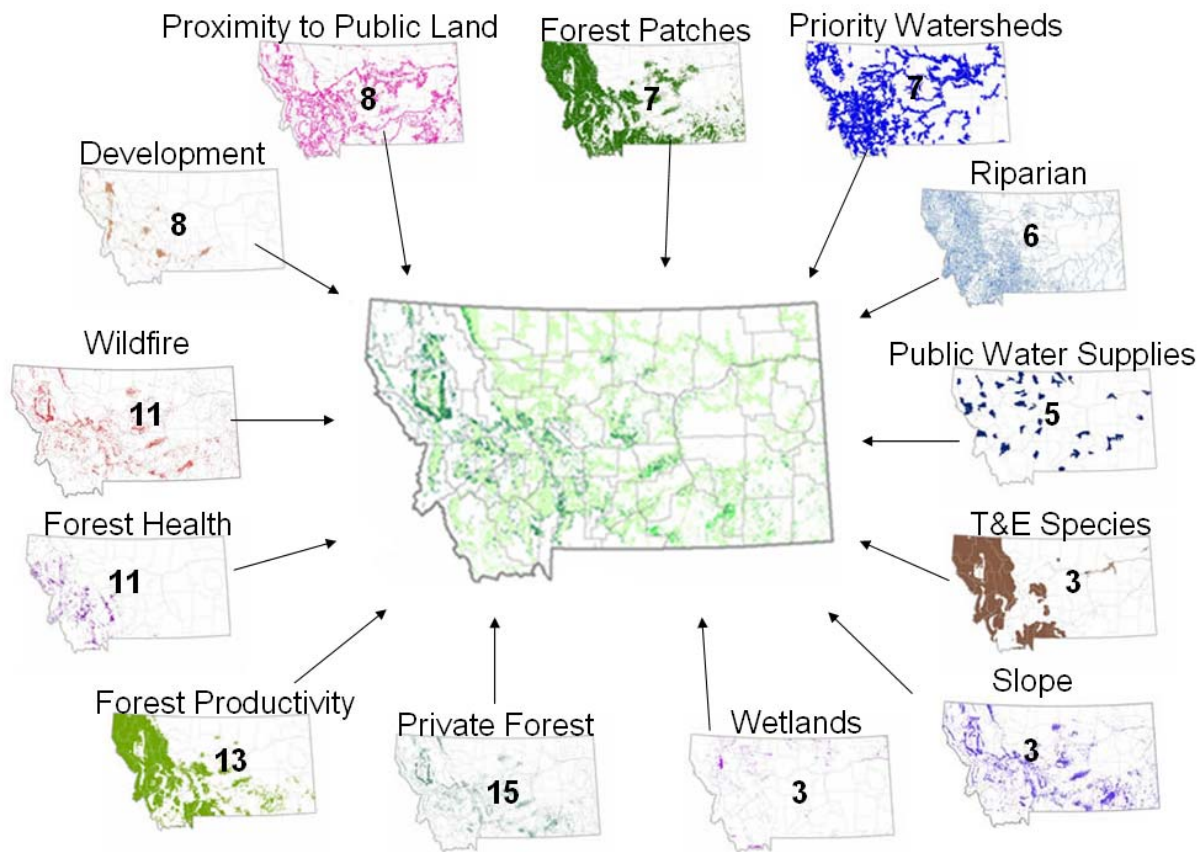 Proximity to Public Land
8
Forest Patches
7
Priority Watersheds
7
Development
8
Riparian
6
Wildfire
11
Public Water Supplies
5
Forest Health
11
T&E Species
3
Forest Productivity
13
Private Forest
15
Wetlands
3
Slope
3